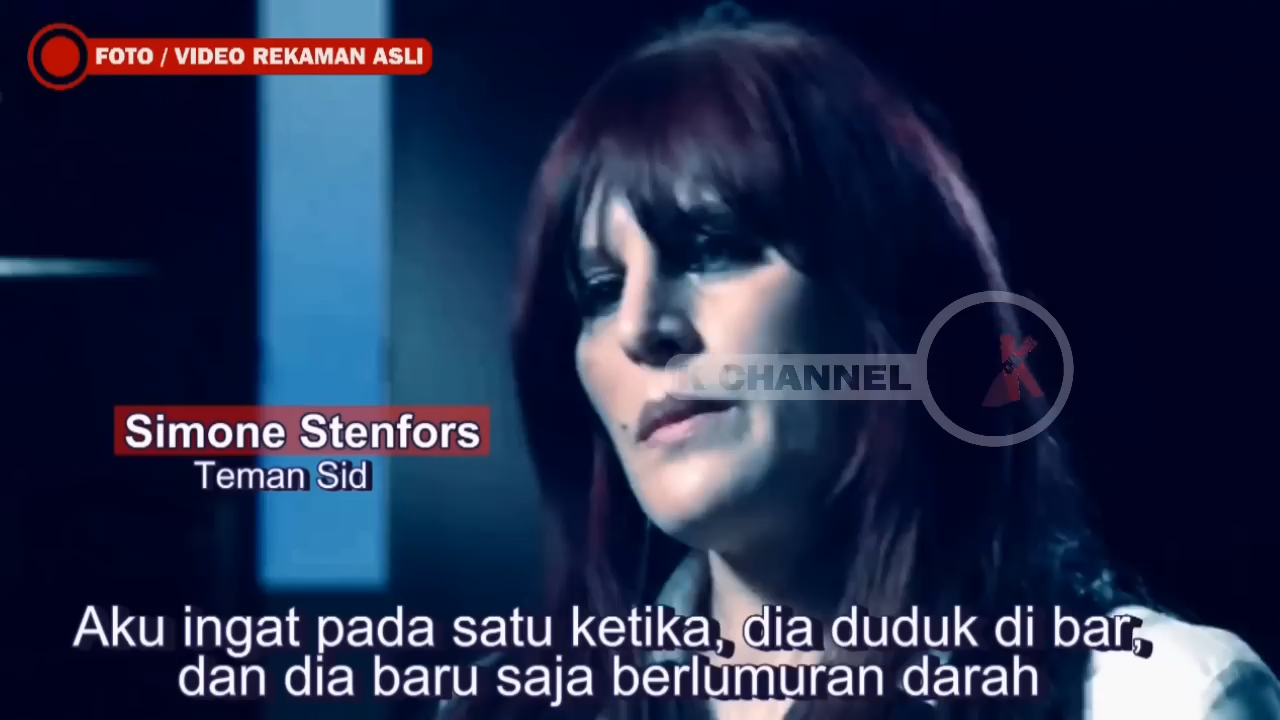 FOTO / VIDEO REKAMAN ASLI
K CHANNEL K
Simone Stenfors
Teman Sid
Aku ingat pada satu ketika, dia duduk di bar,
dan dia baru saja berlumuran darah